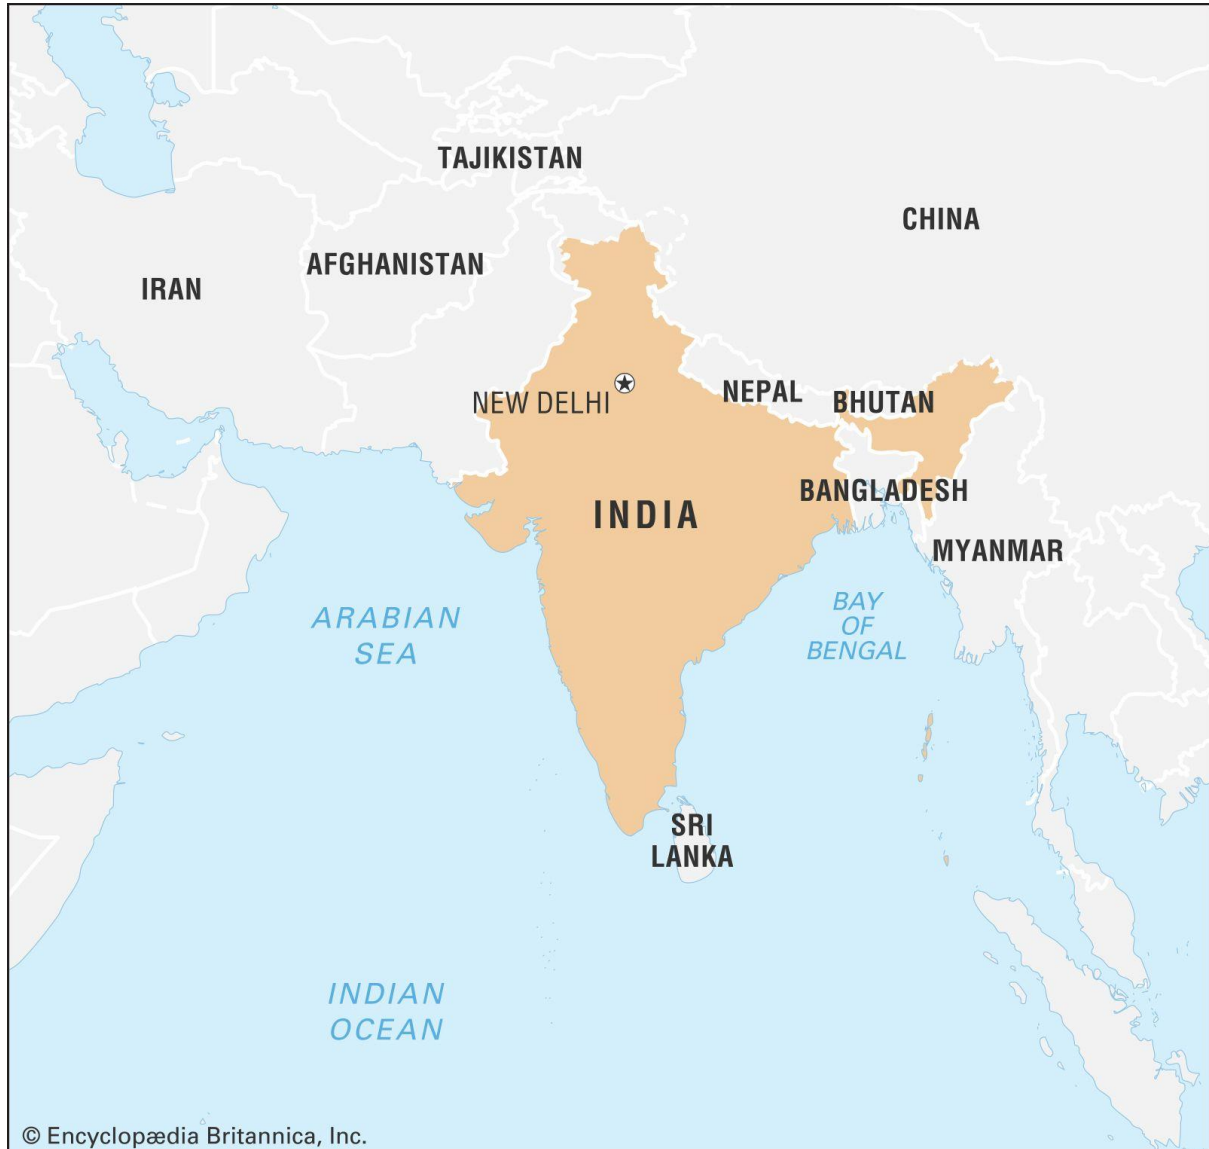 TAJIKISTAN
CHINA
AFGHANISTAN
IRAN
NEW DELHI
NEPAL
BHUTAN
BANGLADESH
INDIA
MYANMAR
ARABIAN
SEA
BAY
OF
BENGAL
SRI
LANKA
INDIAN
OCEAN
© Encyclopædia Britannica, Inc.